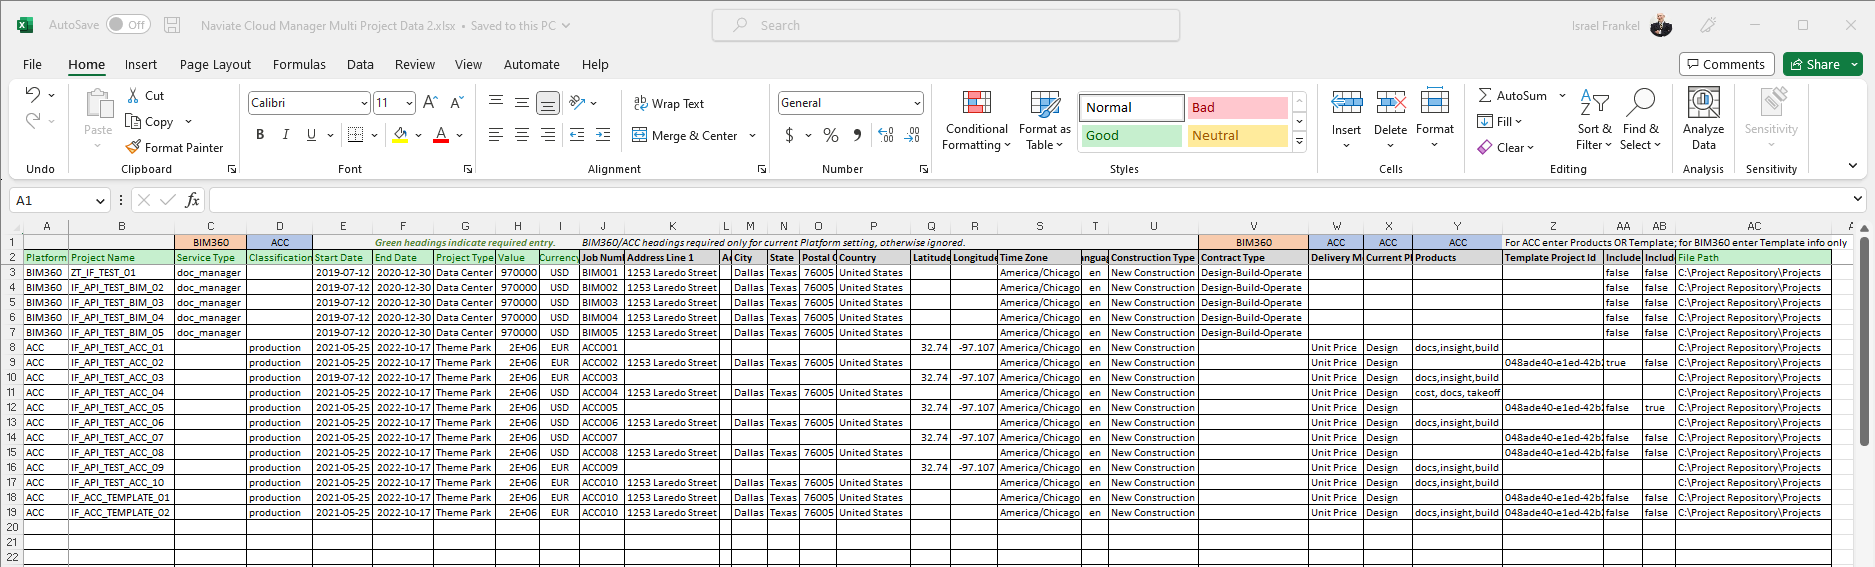 AutoSave Off Naviate Cloud Manager Multi Project Data 2.xlsx • Saved to this PC Search Israel Frankel
File Home Insert Page Layout Formulas Data Review View Automate Help Comments Share
Cut Calibri 11 Wrap Text General Normal Bad AutoSum
Paste Copy Conditional Format as Good Neutral Insert Delete Format Fill Sort & Find & Analyze Sensitivity
Format Painter B I U Merge & Center $ % Formatting Table Clear Filter Select Data
Undo Clipboard Font Alignment Number Styles Cells Editing Analysis Sensitivity
A1 fx
A B C D E F G H I J K L M N O P Q R S T U V W X Y Z AA AB AC
1 BIM360 ACC Green headings indicate required entry. BIM360/ACC headings required only for current Platform setting, otherwise ignored. BIM360 ACC ACC ACC For ACC enter Products OR Template; for BIM360 enter Template info only
2 Platform Project Name Service Type Classification Start Date End Date Project Type Value Currency Job Num Address Line 1 City State Postal Country Latitude Longitude Time Zone Construction Type Contract Type Delivery Current Products Template Project Id Include Includ File Path
3 BIM360 ZT_IF_TEST_01 doc_manager 2019-07-12 2020-12-30 Data Center 970000 USD BIM001 1253 Laredo Street Dallas Texas 76005 United States America/Chicago en New Construction Design-Build-Operate false false C:\Project Repository\Projects
4 BIM360 IF_API_TEST_BIM_02 doc_manager 2019-07-12 2020-12-30 Data Center 970000 USD BIM002 1253 Laredo Street Dallas Texas 76005 United States America/Chicago en New Construction Design-Build-Operate false false C:\Project Repository\Projects
5 BIM360 IF_API_TEST_BIM_03 doc_manager 2019-07-12 2020-12-30 Data Center 970000 USD BIM003 1253 Laredo Street Dallas Texas 76005 United States America/Chicago en New Construction Design-Build-Operate false false C:\Project Repository\Projects
6 BIM360 IF_API_TEST_BIM_04 doc_manager 2019-07-12 2020-12-30 Data Center 970000 USD BIM004 1253 Laredo Street Dallas Texas 76005 United States America/Chicago en New Construction Design-Build-Operate false false C:\Project Repository\Projects
7 BIM360 IF_API_TEST_BIM_05 doc_manager 2019-07-12 2020-12-30 Data Center 970000 USD BIM005 1253 Laredo Street Dallas Texas 76005 United States America/Chicago en New Construction Design-Build-Operate false false C:\Project Repository\Projects
8 ACC IF_API_TEST_ACC_01 production 2021-05-25 2022-10-17 Theme Park 2E+06 EUR ACC001 32.74 -97.107 America/Chicago en New Construction Unit Price Design docs,insight,build C:\Project Repository\Projects
9 ACC IF_API_TEST_ACC_02 production 2021-05-25 2022-10-17 Theme Park 2E+06 EUR ACC002 1253 Laredo Street Dallas Texas 76005 United States America/Chicago en New Construction Unit Price Design 048ade40-e1ed-42b2 true false C:\Project Repository\Projects
10 ACC IF_API_TEST_ACC_03 production 2019-07-12 2022-10-17 Theme Park 2E+06 EUR ACC003 32.74 -97.107 America/Chicago en New Construction Unit Price Design docs,insight,build C:\Project Repository\Projects
11 ACC IF_API_TEST_ACC_04 production 2021-05-25 2022-10-17 Theme Park 2E+06 USD ACC004 1253 Laredo Street Dallas Texas 76005 United States America/Chicago en New Construction Unit Price Design cost, docs, takeoff C:\Project Repository\Projects
12 ACC IF_API_TEST_ACC_05 production 2021-05-25 2022-10-17 Theme Park 2E+06 USD ACC005 32.74 -97.107 America/Chicago en New Construction Unit Price Design 048ade40-e1ed-42b2 false true C:\Project Repository\Projects
13 ACC IF_API_TEST_ACC_06 production 2021-05-25 2022-10-17 Theme Park 2E+06 USD ACC006 1253 Laredo Street Dallas Texas 76005 United States America/Chicago en New Construction Unit Price Design docs,insight,build C:\Project Repository\Projects
14 ACC IF_API_TEST_ACC_07 production 2021-05-25 2022-10-17 Theme Park 2E+06 USD ACC007 32.74 -97.107 America/Chicago en New Construction Unit Price Design 048ade40-e1ed-42b2 false false C:\Project Repository\Projects
15 ACC IF_API_TEST_ACC_08 production 2021-05-25 2022-10-17 Theme Park 2E+06 USD ACC008 1253 Laredo Street Dallas Texas 76005 United States America/Chicago en New Construction Unit Price Design 048ade40-e1ed-42b2 false false C:\Project Repository\Projects
16 ACC IF_API_TEST_ACC_09 production 2021-05-25 2022-10-17 Theme Park 2E+06 EUR ACC009 32.74 -97.107 America/Chicago en New Construction Unit Price Design docs,insight,build C:\Project Repository\Projects
17 ACC IF_API_TEST_ACC_10 production 2021-05-25 2022-10-17 Theme Park 2E+06 EUR ACC010 1253 Laredo Street Dallas Texas 76005 United States America/Chicago en New Construction Unit Price Design docs,insight,build C:\Project Repository\Projects
18 ACC IF_ACC_TEMPLATE_01 production 2021-05-25 2022-10-17 Theme Park 2E+06 EUR ACC010 1253 Laredo Street Dallas Texas 76005 United States America/Chicago en New Construction Unit Price Design 048ade40-e1ed-42b2 false false C:\Project Repository\Projects
19 ACC IF_ACC_TEMPLATE_02 production 2021-05-25 2022-10-17 Theme Park 2E+06 EUR ACC010 1253 Laredo Street Dallas Texas 76005 United States America/Chicago en New Construction Unit Price Design docs,insight,build 048ade40-e1ed-42b2 false false C:\Project Repository\Projects
20
21
22